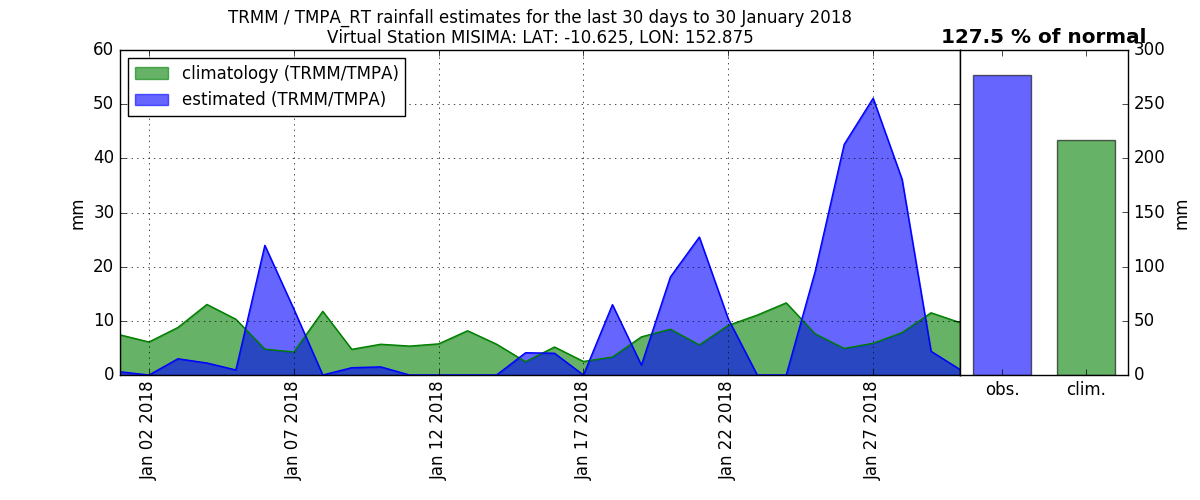 TRMM / TMPA_RT rainfall estimates for the last 30 days to 30 January 2018
Virtual Station MISIMA: LAT: -10.625, LON: 152.875
127.5 % of normal
climatology (TRMM/TMPA)
estimated (TRMM/TMPA)
60
50
40
30
20
10
0
mm
Jan 02 2018
Jan 07 2018
Jan 12 2018
Jan 17 2018
Jan 22 2018
Jan 27 2018
obs.
clim.
300
250
200
150
100
50
0
mm